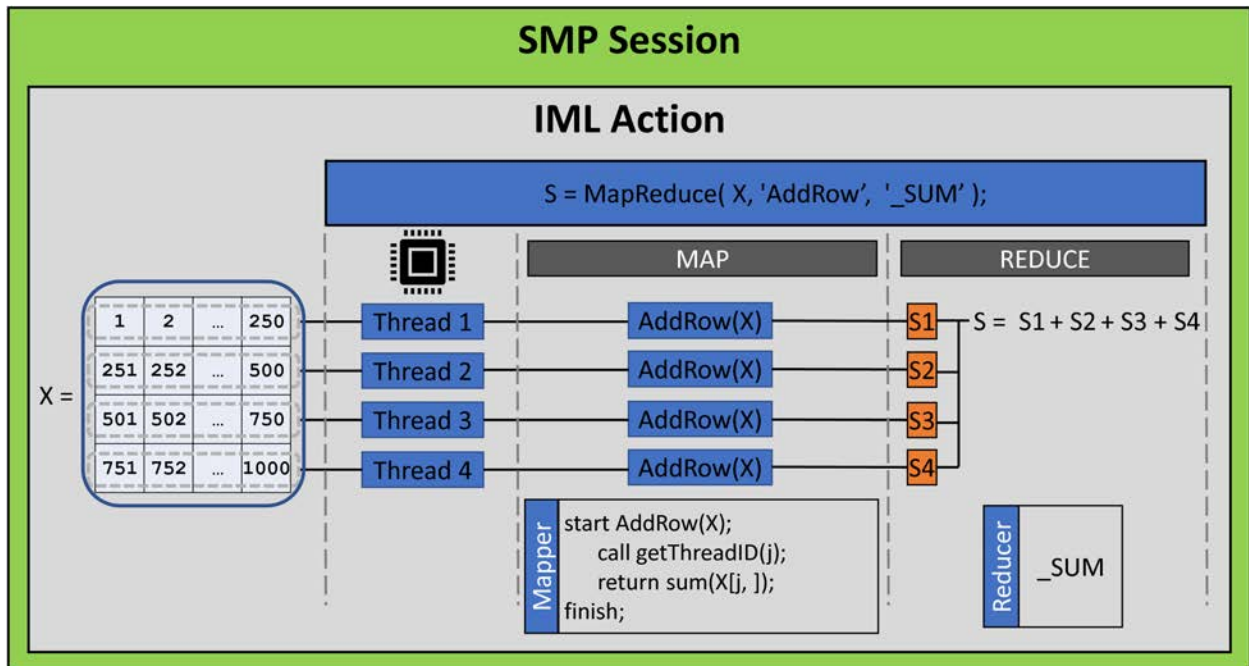 SMP Session
IML Action
S = MapReduce( X, 'AddRow’, '_SUM’ );
MAP
REDUCE
X =
1 2 … 250
251 252 … 500
501 502 … 750
751 752 … 1000
Thread 1
AddRow(X)
S1
S = S1 + S2 + S3 + S4
Thread 2
AddRow(X)
S2
Thread 3
AddRow(X)
S3
Thread 4
AddRow(X)
S4
Mapper
start AddRow(X);
call getThreadID(j);
return sum(X[j, ]);
finish;
Reducer
_SUM